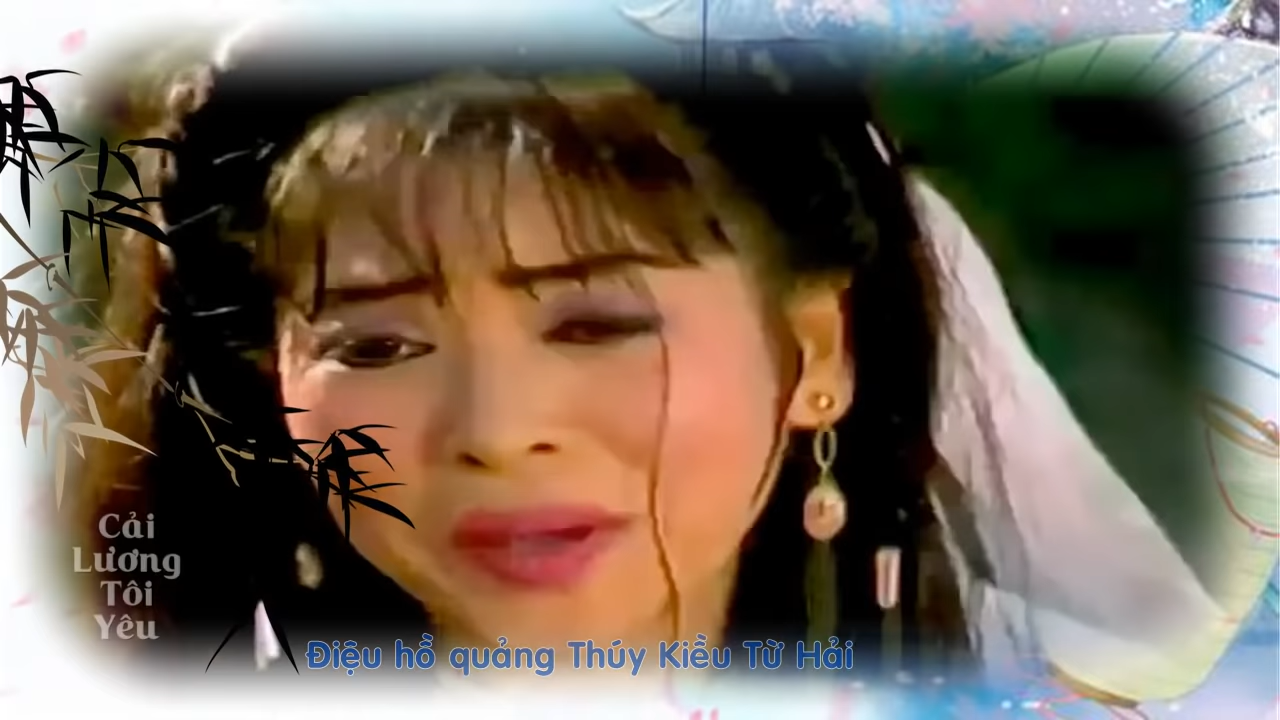 Cải
Lương
Tôi
Yêu
Điệu hồ quảng Thúy Kiều Từ Hải